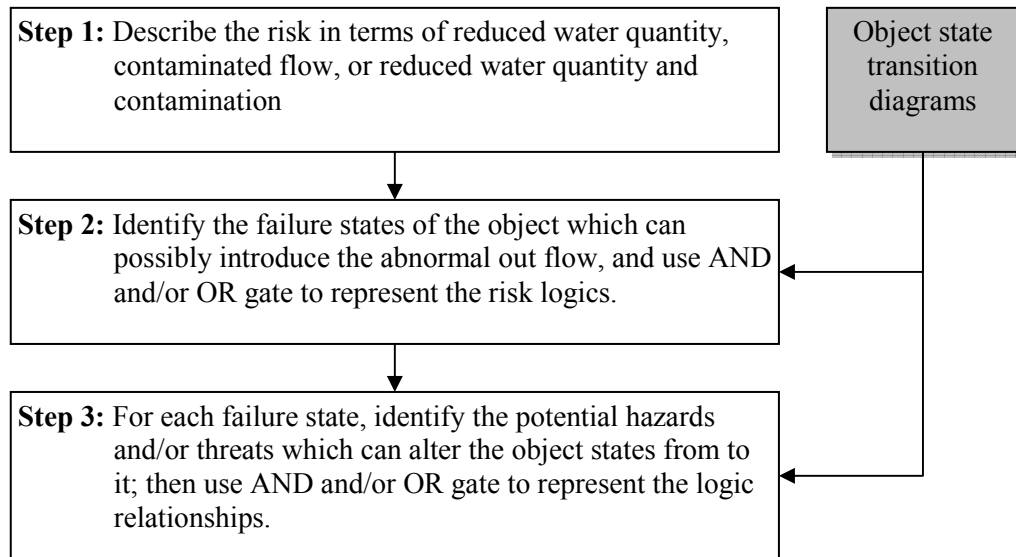 Step 1: Describe the risk in terms of reduced water quantity,
contaminated flow, or reduced water quantity and
contamination
Object state
transition
diagrams
Step 2: Identify the failure states of the object which can
possibly introduce the abnormal out flow, and use AND
and/or OR gate to represent the risk logics.
Step 3: For each failure state, identify the potential hazards
and/or threats which can alter the object states from to
it; then use AND and/or OR gate to represent the logic
relationships.